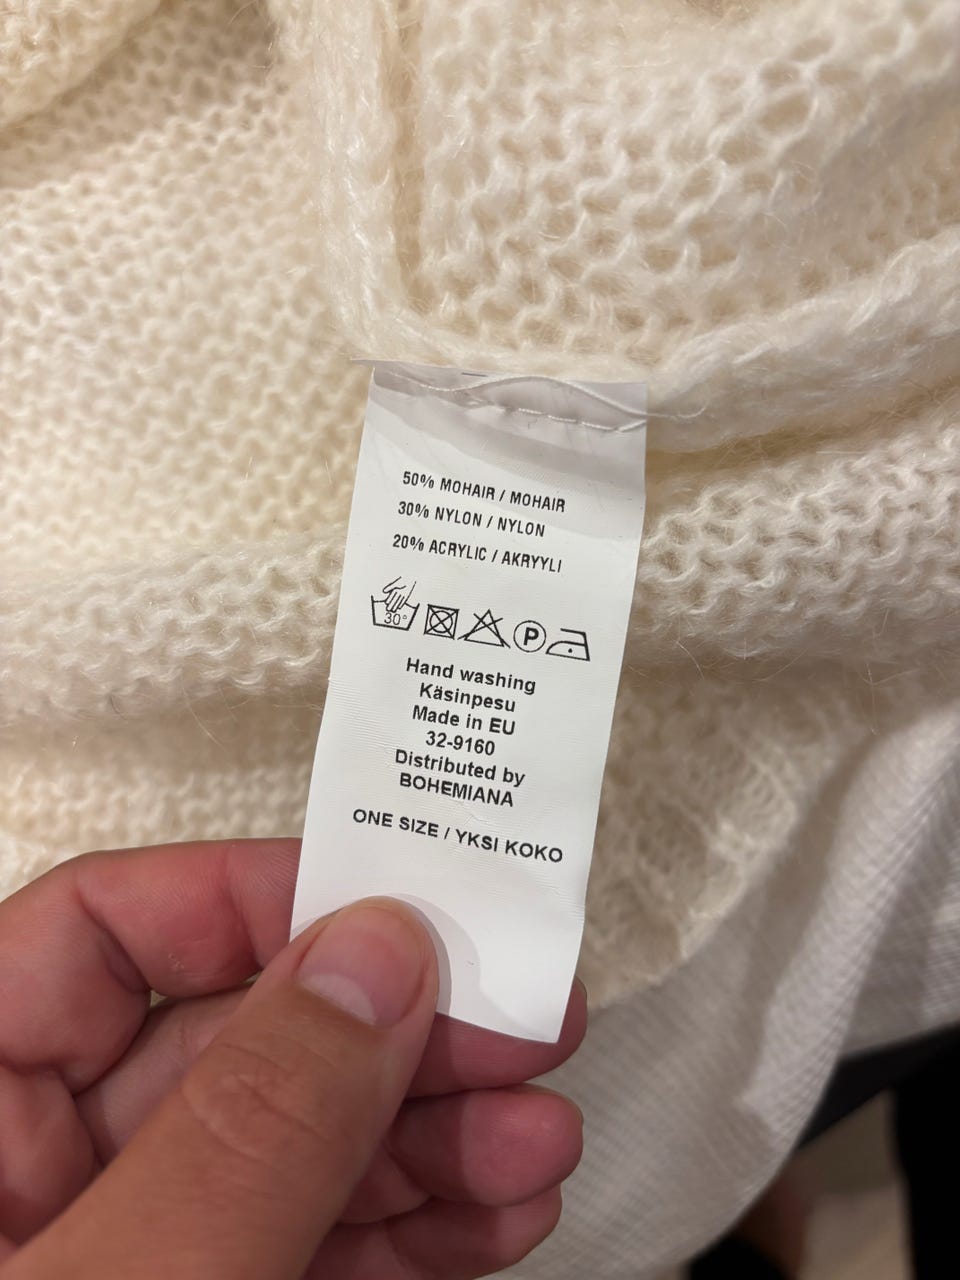 50% MOHAIR / MOHAIR
30% NYLON / NYLON
20% ACRYLIC / AKRYYLI
30° P
Hand washing
Käsinpesu
Made in EU
32-9160
Distributed by
BOHEMIANA
ONE SIZE / YKSI KOKO